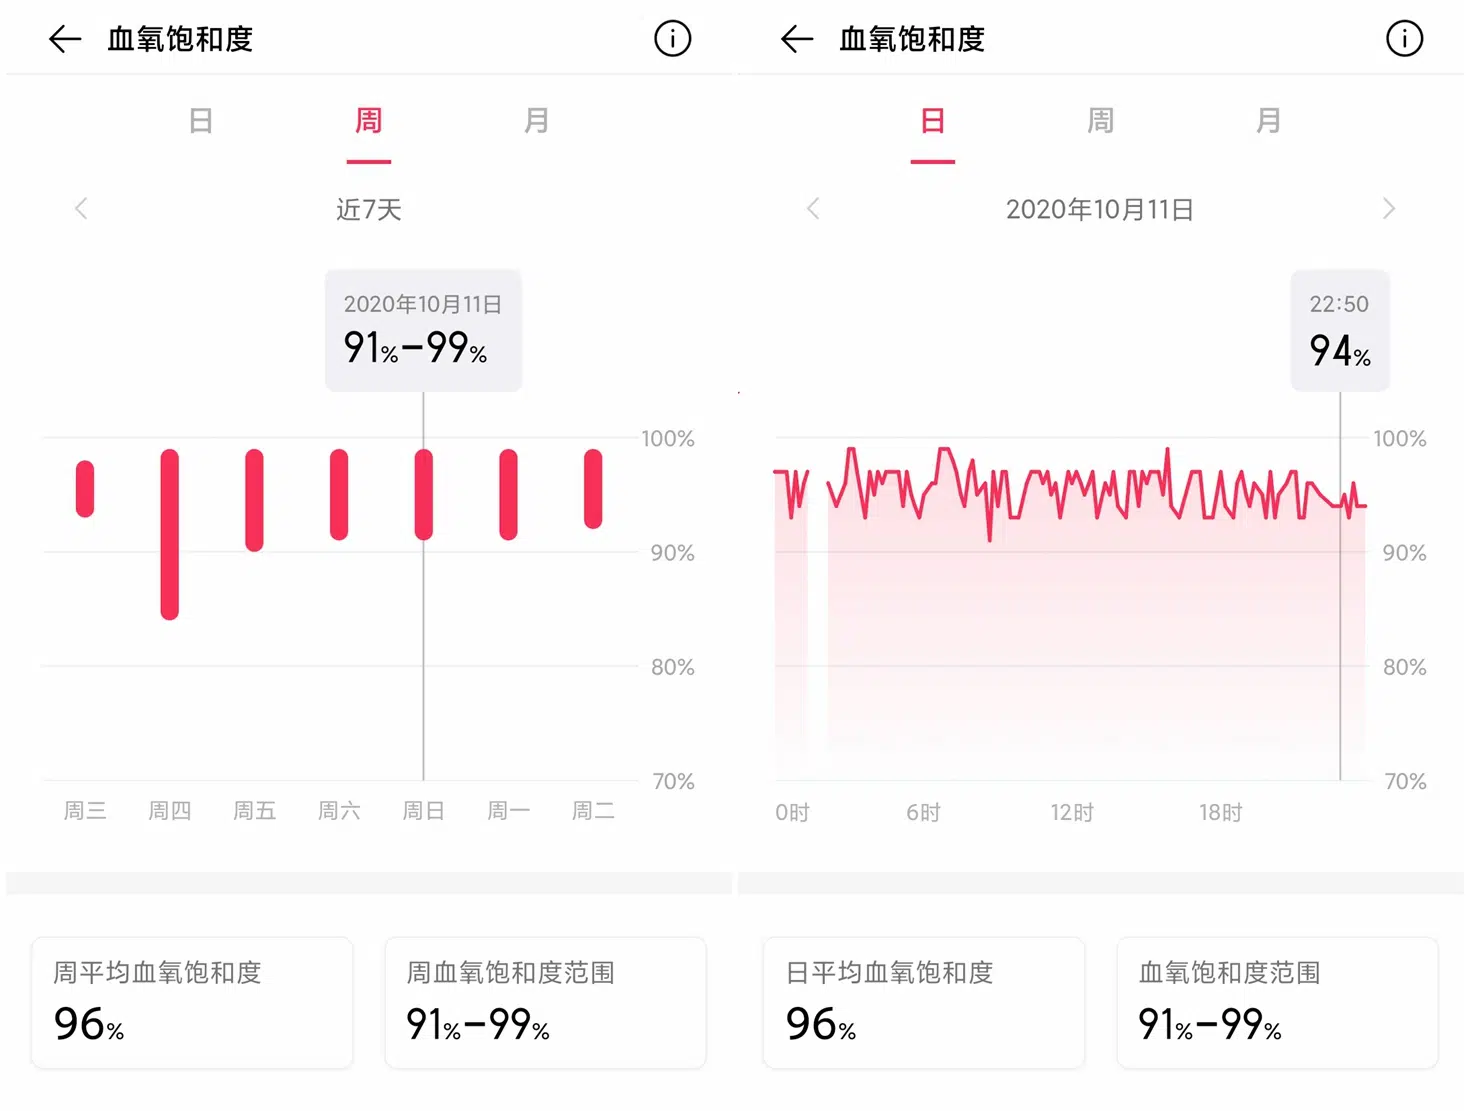 血氧饱和度
日 周 月
近7天
2020年10月11日
91%-99%
100%
90%
80%
70%
周三 周四 周五 周六 周日 周一 周二
周平均血氧饱和度
96%
周血氧饱和度范围
91%-99%
血氧饱和度
日 周 月
2020年10月11日
22:50
94%
100%
90%
80%
70%
0时 6时 12时 18时
日平均血氧饱和度
96%
血氧饱和度范围
91%-99%